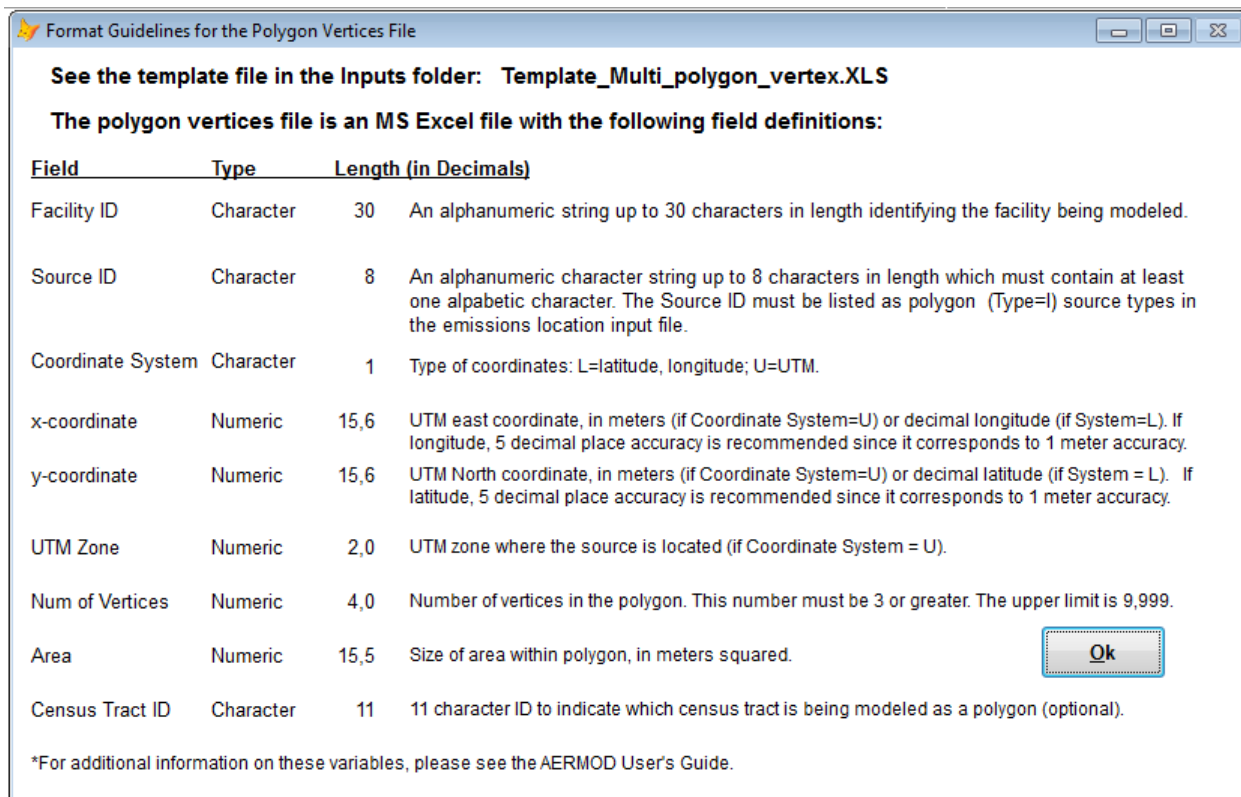 Format Guidelines for the Polygon Vertices File
See the template file in the Inputs folder: Template_Multi_polygon_vertex.XLS
The polygon vertices file is an MS Excel file with the following field definitions:
Field Type Length (in Decimals)
Facility ID Character 30 An alphanumeric string up to 30 characters in length identifying the facility being modeled.
Source ID Character 8 An alphanumeric character string up to 8 characters in length which must contain at least
one alpabetic character. The Source ID must be listed as polygon (Type=I) source types in
the emissions location input file.
Coordinate System Character 1 Type of coordinates: L=latitude, longitude; U=UTM.
x-coordinate Numeric 15,6 UTM east coordinate, in meters (if Coordinate System=U) or decimal longitude (if System=L). If
longitude, 5 decimal place accuracy is recommended since it corresponds to 1 meter accuracy.
y-coordinate Numeric 15,6 UTM North coordinate, in meters (if Coordinate System=U) or decimal latitude (if System = L). If
latitude, 5 decimal place accuracy is recommended since it corresponds to 1 meter accuracy.
UTM Zone Numeric 2,0 UTM zone where the source is located (if Coordinate System = U).
Num of Vertices Numeric 4,0 Number of vertices in the polygon. This number must be 3 or greater. The upper limit is 9,999.
Area Numeric 15,5 Size of area within polygon, in meters squared.
Ok
Census Tract ID Character 11 11 character ID to indicate which census tract is being modeled as a polygon (optional).
*For additional information on these variables, please see the AERMOD User's Guide.